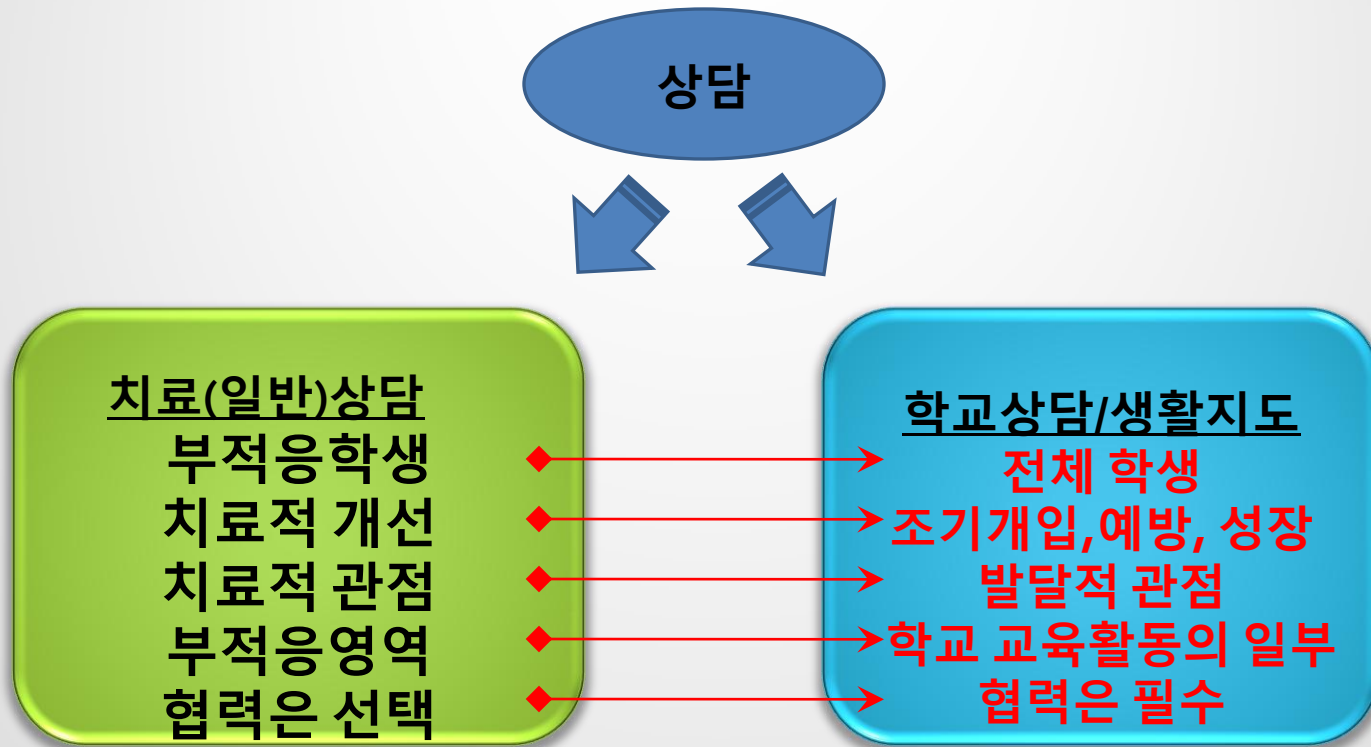 상담
치료(일반)상담
부적응학생
치료적 개선
치료적 관점
부적응영역
협력은 선택
학교상담/생활지도
전체 학생
조기개입,예방, 성장
발달적 관점
학교 교육활동의 일부
협력은 필수